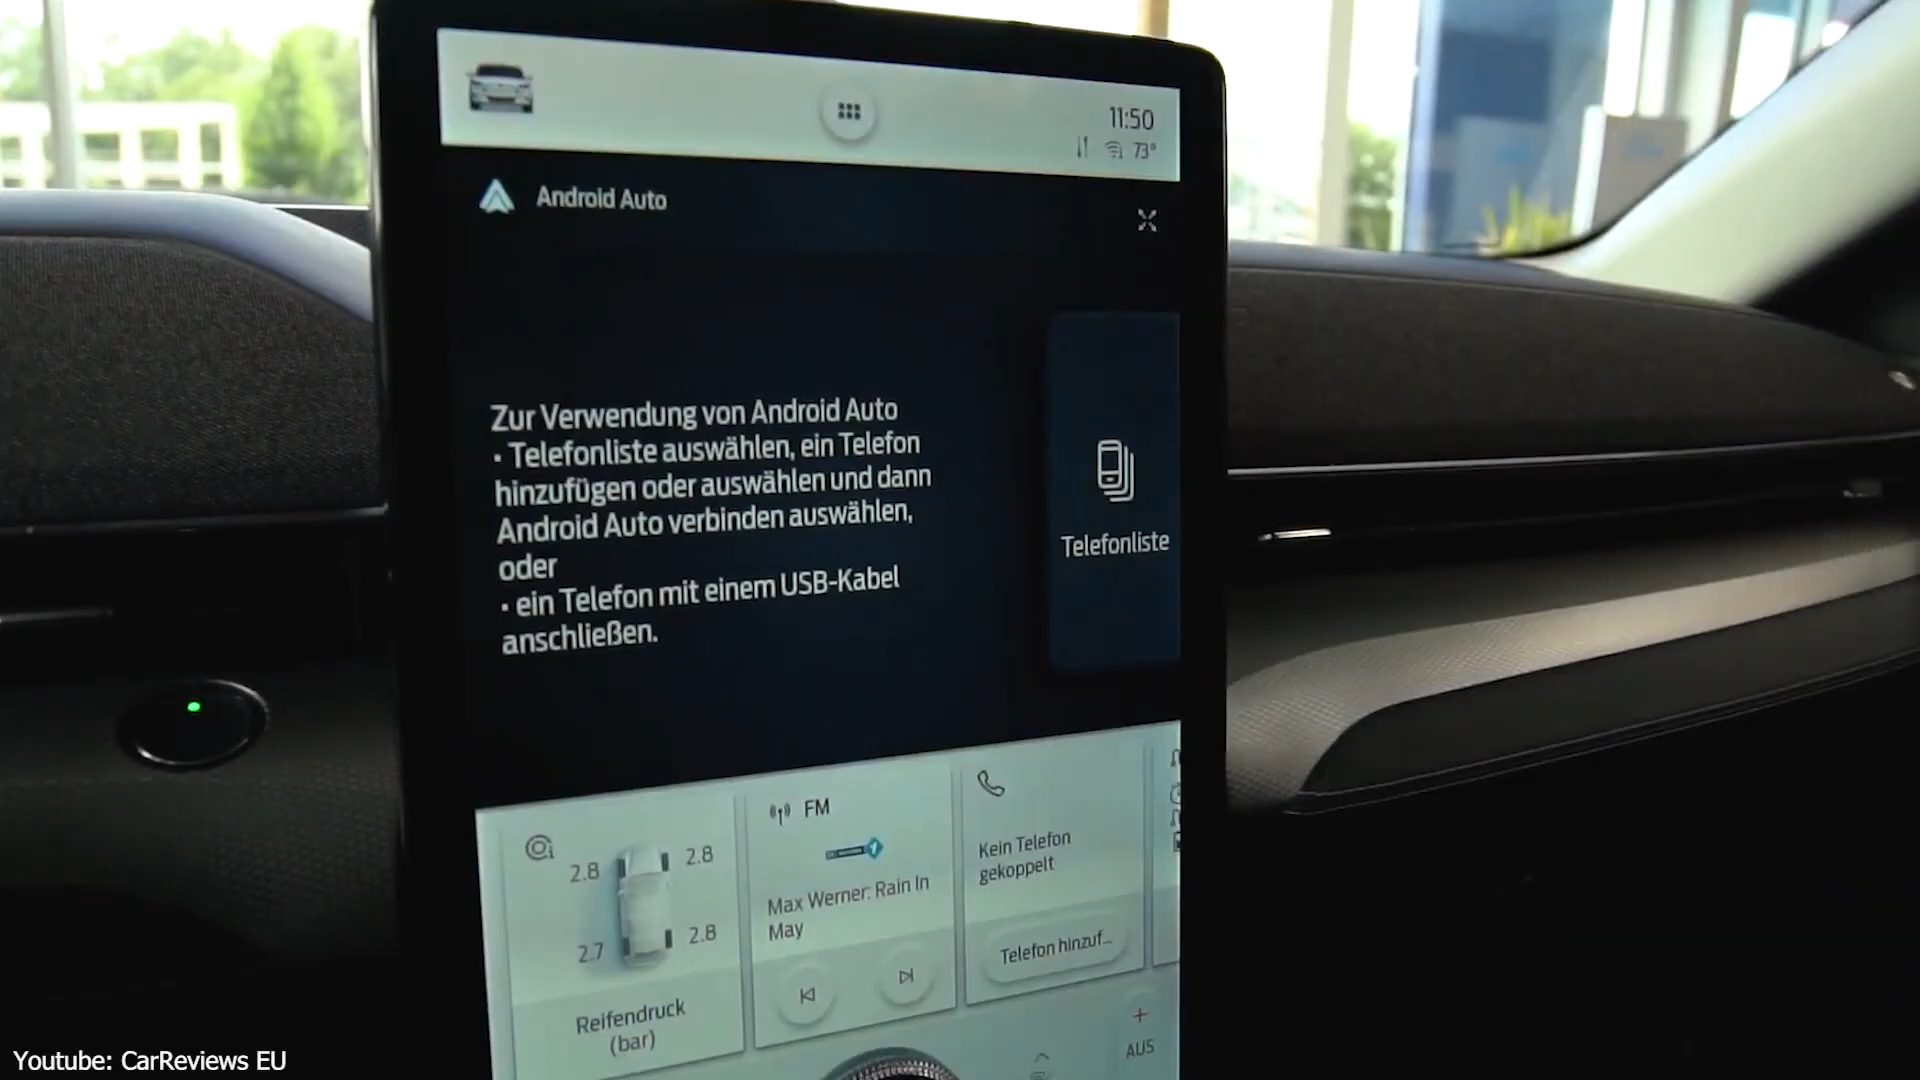 11:50
73°
Android Auto
Zur Verwendung von Android Auto
• Telefonliste auswählen, ein Telefon
hinzufügen oder auswählen und dann
Android Auto verbinden auswählen,
oder
• ein Telefon mit einem USB-Kabel
anschließen.
Telefonliste
2.8
2.8
2.7
2.8
Reifendruck
(bar)
FM
Max Werner: Rain In
May
Kein Telefon
gekoppelt
Telefon hinzuf...
AUS
Youtube: CarReviews EU